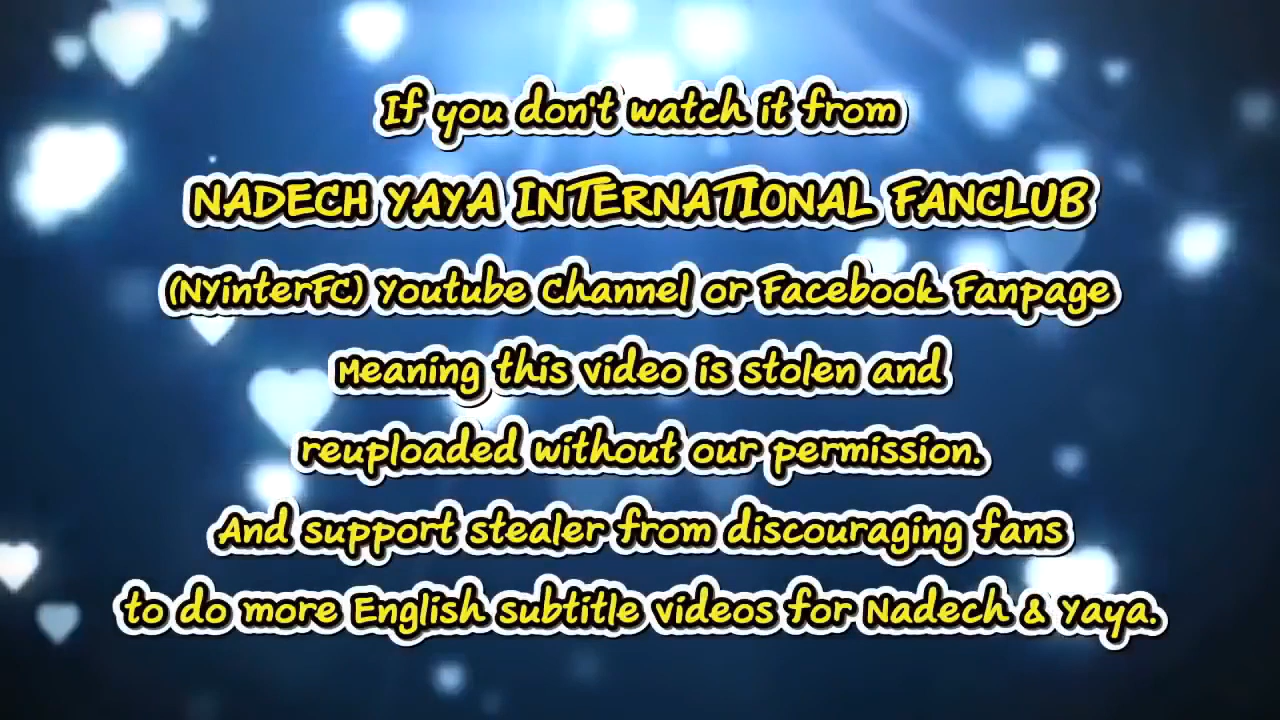 If you don't watch it from
NADECH YAYA INTERNATIONAL FANCLUB
(NYinterFC) Youtube Channel or Facebook Fanpage
Meaning this video is stolen and
reuploaded without our permission.
And support stealer from discouraging fans
to do more English subtitle videos for Nadech & Yaya.